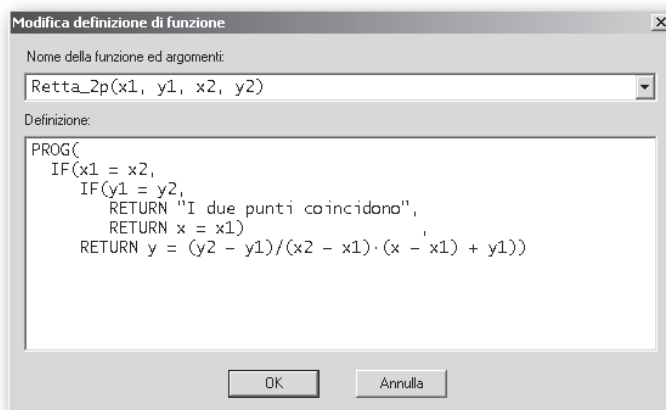 Modifica definizione di funzione
Nome della funzione ed argomenti:
Retta_2p(x1, y1, x2, y2)
Definizione:
PROG(
IF(x1 = x2,
IF(y1 = y2,
RETURN "I due punti coincidono",
RETURN x = x1) ,
RETURN y = (y2 - y1)/(x2 - x1)·(x - x1) + y1))
OK Annulla